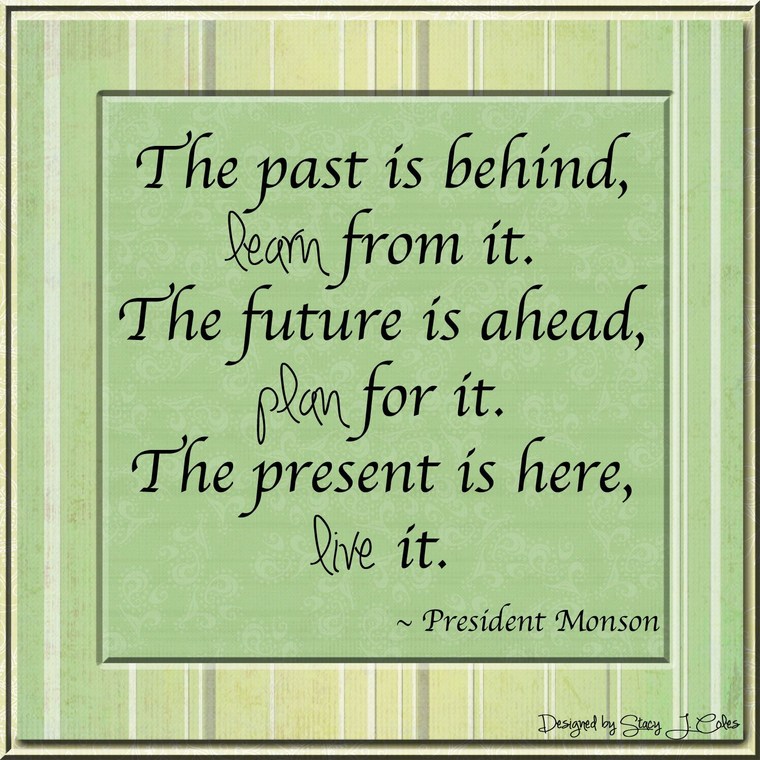 The past is behind,
learn from it.
The future is ahead,
plan for it.
The present is here,
live it.
~ President Monson
Designed by Stacy J. Coles